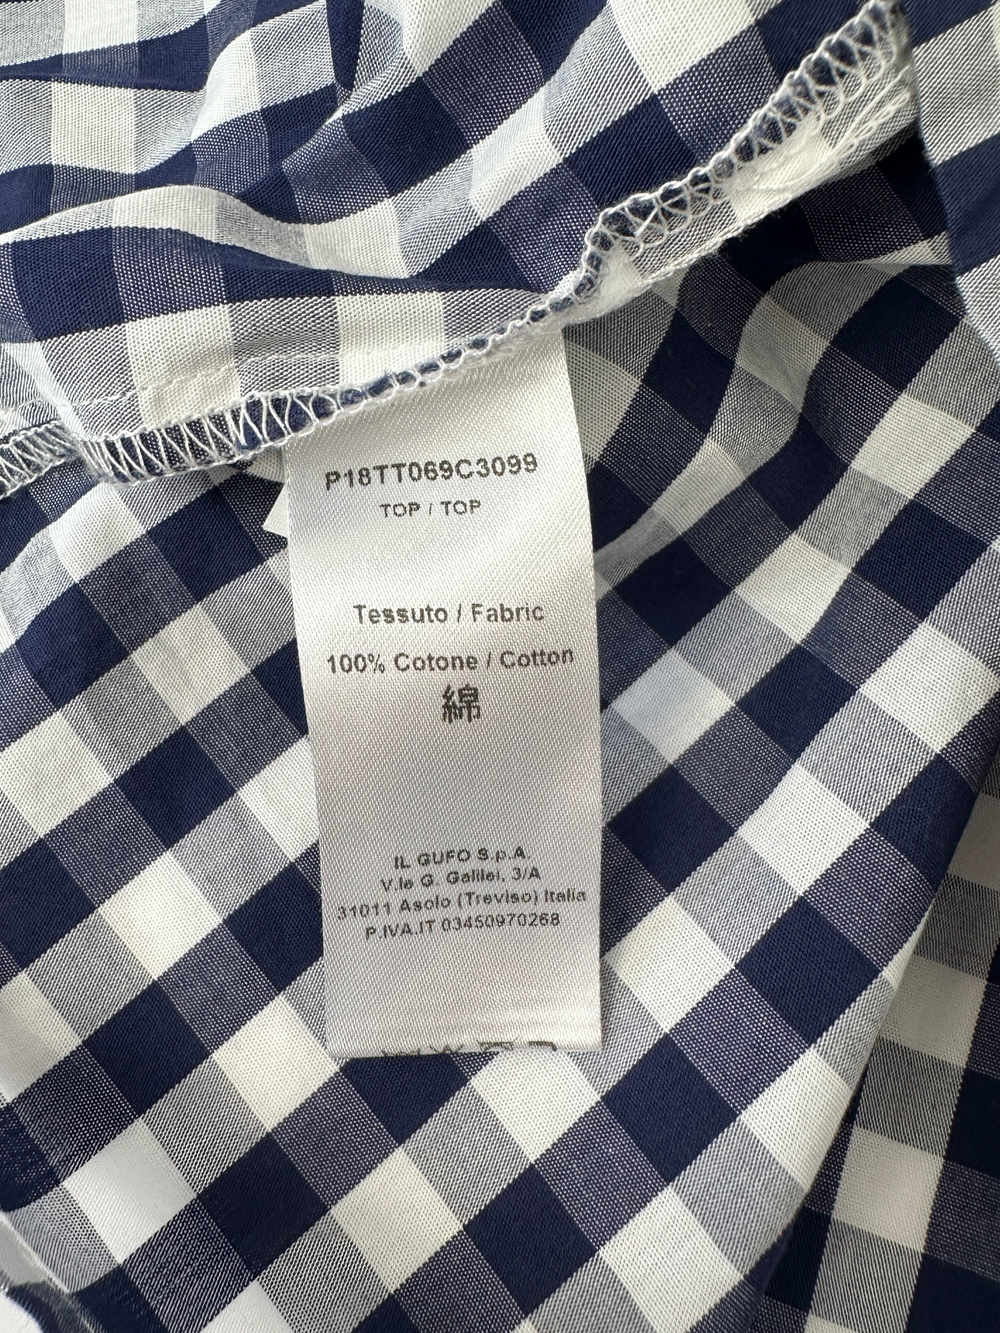 P18TT069C3099
TOP / TOP
Tessuto / Fabric
100% Cotone / Cotton
綿
IL GUFO S.p.A.
V.le G. Galilei, 3/A
31011 Asolo (Treviso) Italia
P.IVA.IT 03450970268